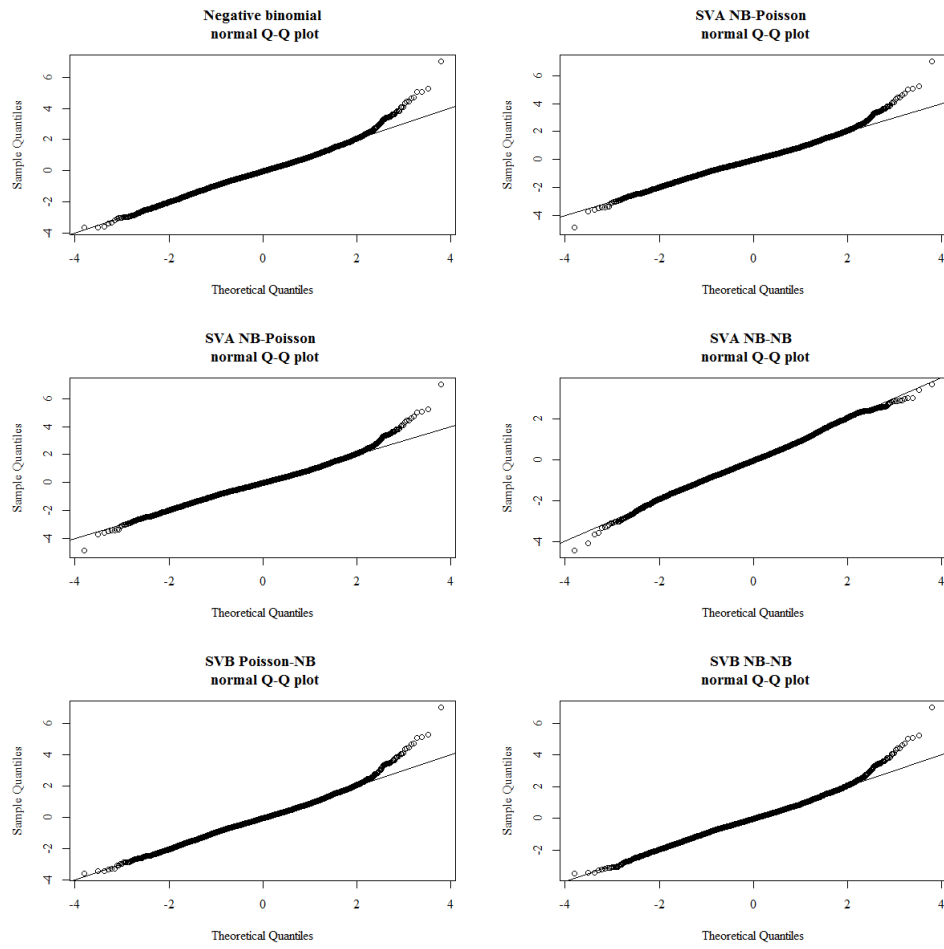 Negative binomial
normal Q-Q plot
Sample Quantiles
6
4
2
0
-2
-4
-4
-2
0
2
4
Theoretical Quantiles
SVA NB-Poisson
normal Q-Q plot
Sample Quantiles
6
4
2
0
-2
-4
-4
-2
0
2
4
Theoretical Quantiles
SVA NB-Poisson
normal Q-Q plot
Sample Quantiles
6
4
2
0
-2
-4
-4
-2
0
2
4
Theoretical Quantiles
SVA NB-NB
normal Q-Q plot
Sample Quantiles
2
0
-2
-4
-4
-2
0
2
4
Theoretical Quantiles
SVB Poisson-NB
normal Q-Q plot
Sample Quantiles
6
4
2
0
-2
-4
-4
-2
0
2
4
Theoretical Quantiles
SVB NB-NB
normal Q-Q plot
Sample Quantiles
6
4
2
0
-2
-4
-2
0
2
4
Theoretical Quantiles